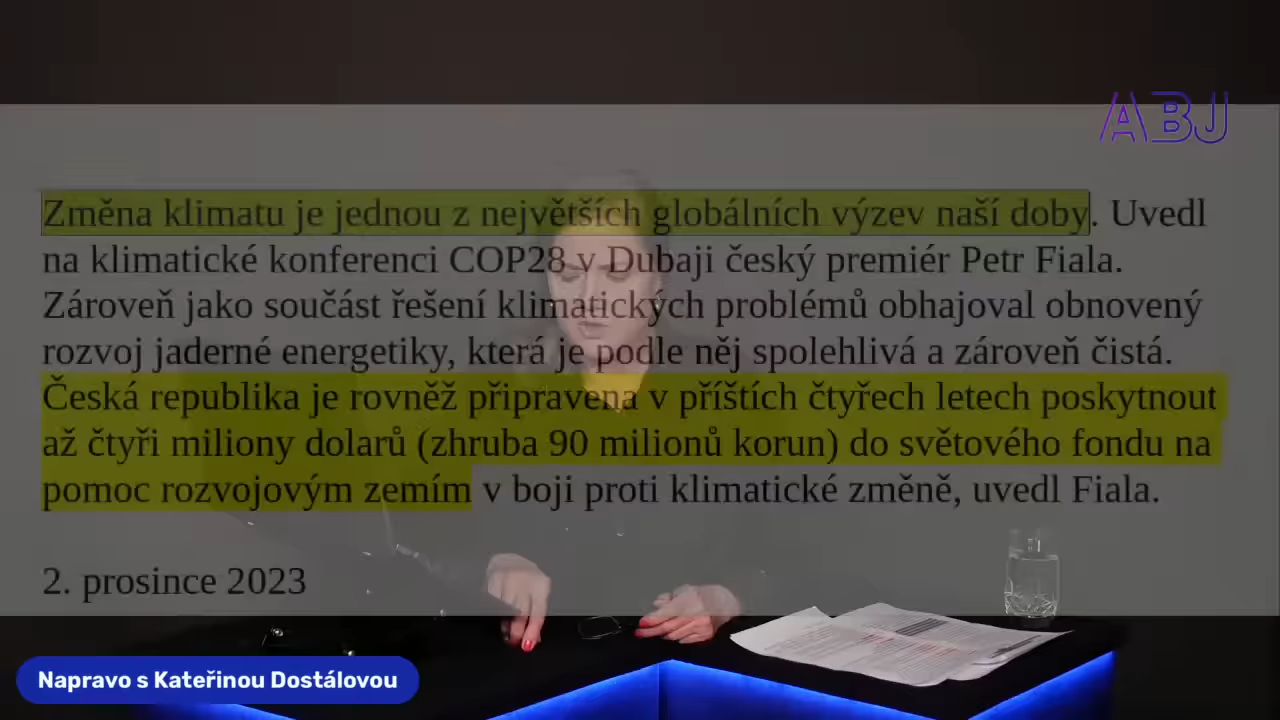 ABJ
Změna klimatu je jednou z největších globálních výzev naší doby. Uvedl
na klimatické konferenci COP28 v Dubaji český premiér Petr Fiala.
Zároveň jako součást řešení klimatických problémů obhajoval obnovený
rozvoj jaderné energetiky, která je podle něj spolehlivá a zároveň čistá.
Česká republika je rovněž připravena v příštích čtyřech letech poskytnout
až čtyři miliony dolarů (zhruba 90 milionů korun) do světového fondu na
pomoc rozvojovým zemím v boji proti klimatické změně, uvedl Fiala.
2. prosince 2023
Napravo s Kateřinou Dostálovou